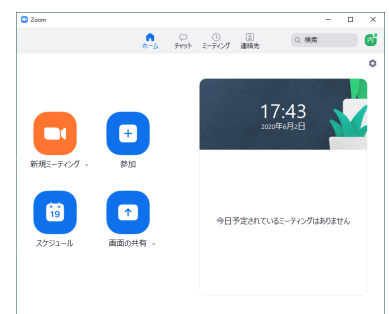 Zoom
ホーム
チャット
ミーティング
連絡先
検索
内
17:43
2020年6月2日
新規ミーティング
参加
19
スケジュール
画面の共有
今日予定されているミーティングはありません